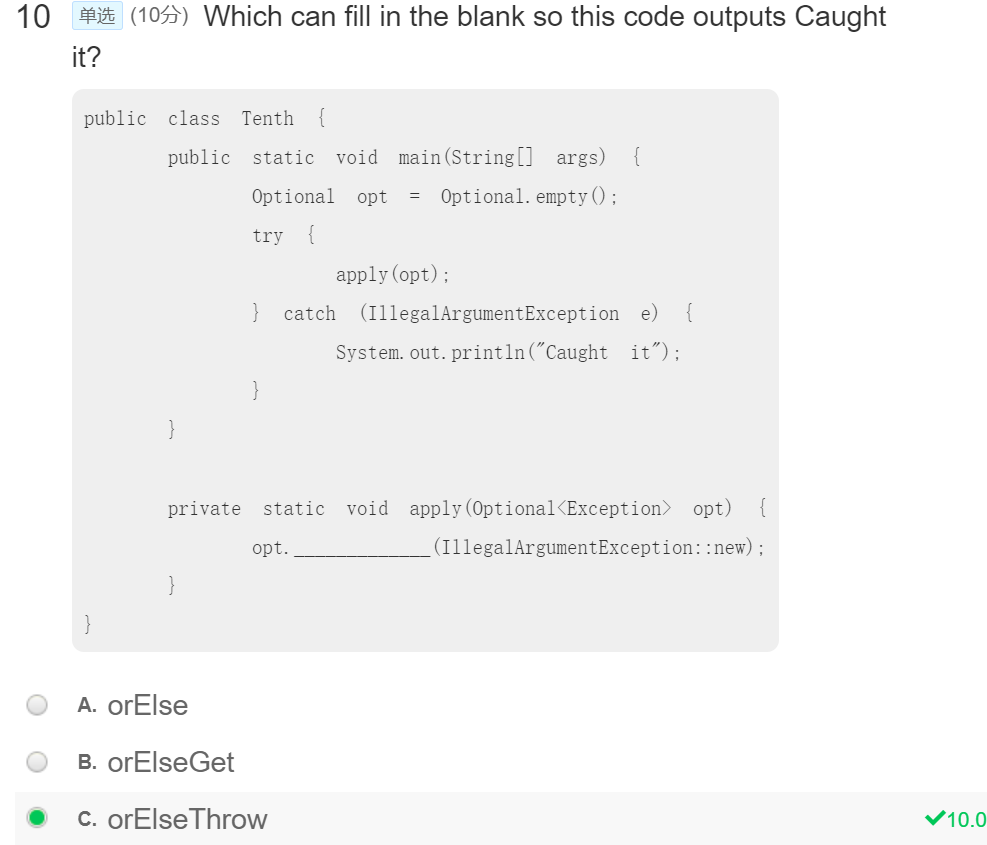 10 单选 (10分) Which can fill in the blank so this code outputs Caught
it?
public class Tenth {
public static void main(String[] args) {
Optional opt = Optional.empty();
try {
apply(opt);
} catch (IllegalArgumentException e) {
System.out.println("Caught it");
}
}
private static void apply(Optional<Exception> opt) {
opt._____________(IllegalArgumentException::new);
}
}
A. orElse
B. orElseGet
C. orElseThrow ✔10.0